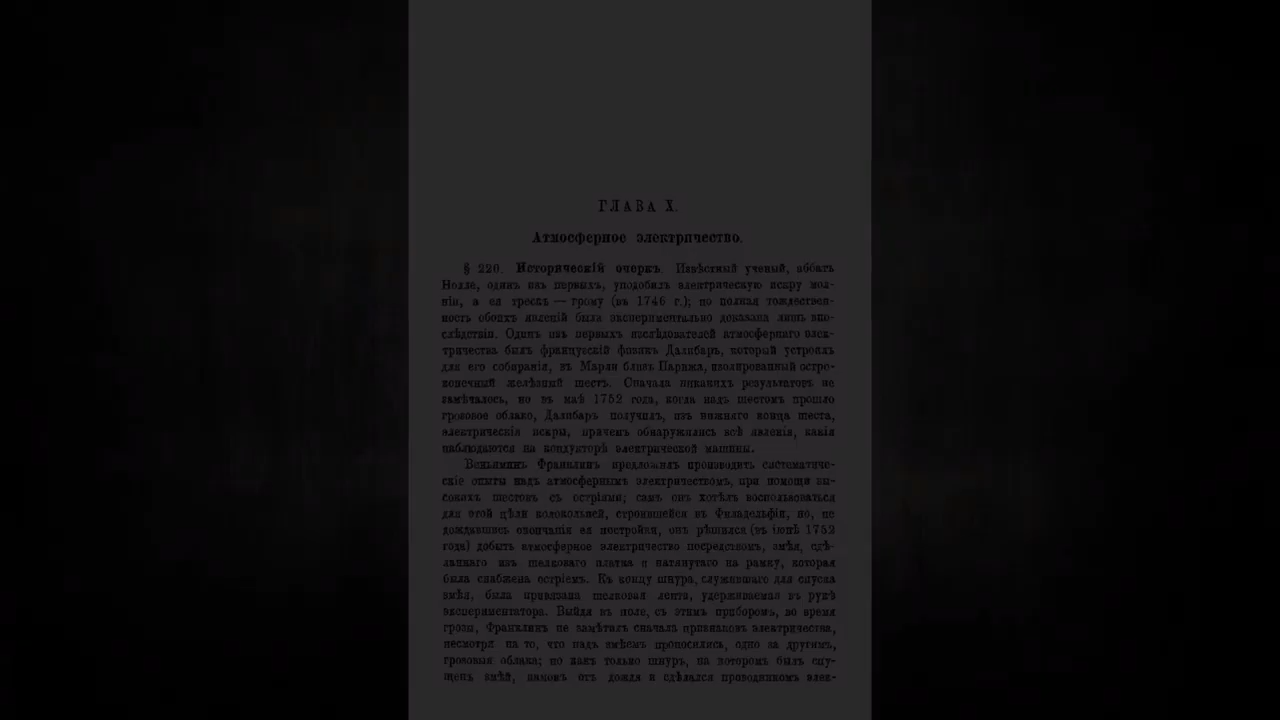 ГЛАВА X.
Атмосферное электричество.
§ 226. Историческій очеркъ. Извѣстный ученый, аббатъ
Нолле, одинъ изъ первыхъ, уподобилъ электрическую искру мол-
ніи, а ея трескъ — грому (въ 1746 г.); но полная тождествен-
ность обоихъ явленій была экспериментально доказана лишь впо-
слѣдствіи. Одинъ изъ первыхъ изслѣдователей атмосфернаго элек-
тричества былъ французскій физикъ Далибаръ, который устроилъ
для его собиранія, въ Марли близъ Парижа, изолированный остро-
конечный желѣзный шестъ. Сначала никакихъ результатовъ не
замѣчалось, но въ маѣ 1752 года, когда надъ шестомъ прошло
грозовое облако, Далибаръ получилъ, изъ нижняго конца шеста,
электрическія искры, причемъ обнаружились всѣ явленія, какія
наблюдаются на кондукторѣ электрической машины.
Веньяминъ Франклинъ предложилъ производить систематиче-
скіе опыты надъ атмосфернымъ электричествомъ, при помощи вы-
сокихъ шестовъ съ остріями; самъ онъ хотѣлъ воспользоваться
для этой цѣли колокольней, строившейся въ Филадельфіи, но, не
дождавшись окончанія ея постройки, онъ рѣшился (въ іюнѣ 1752
года) добыть атмосферное электричество посредствомъ, змѣя, сдѣ-
ланнаго изъ шелковаго платка и натянутаго на рамку, которая
была снабжена остріемъ. Къ концу шнура, служившаго для спуска
змѣя, была привязана шелковая лента, удерживаемая въ рукѣ
экспериментатора. Выйдя въ поле, съ этимъ приборомъ, во время
грозы, Франклинъ не замѣтилъ сначала признаковъ электричества,
несмотря на то, что надъ змѣемъ проносились, одно за другимъ,
грозовыя облака; но какъ только шнуръ, на которомъ былъ спу-
щенъ змѣй, намокъ отъ дождя и сдѣлался проводникомъ элек-